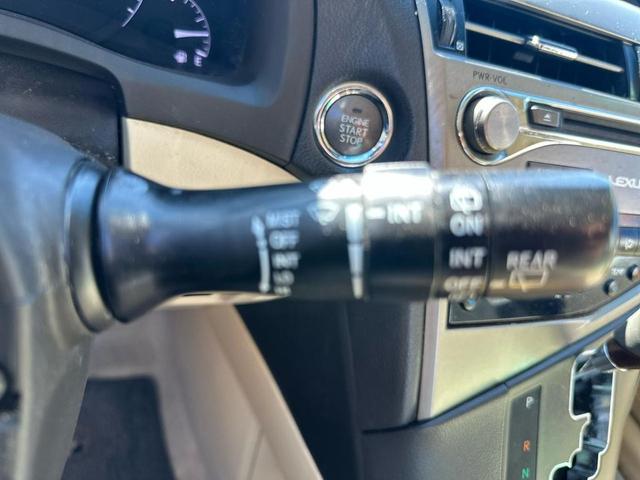 E
PWR·VOL
ENGINE
START
STOP
LEXUS
MIST
OFF
INT
LO
HI
INT
ON
INT
OFF
REAR
P
R
N